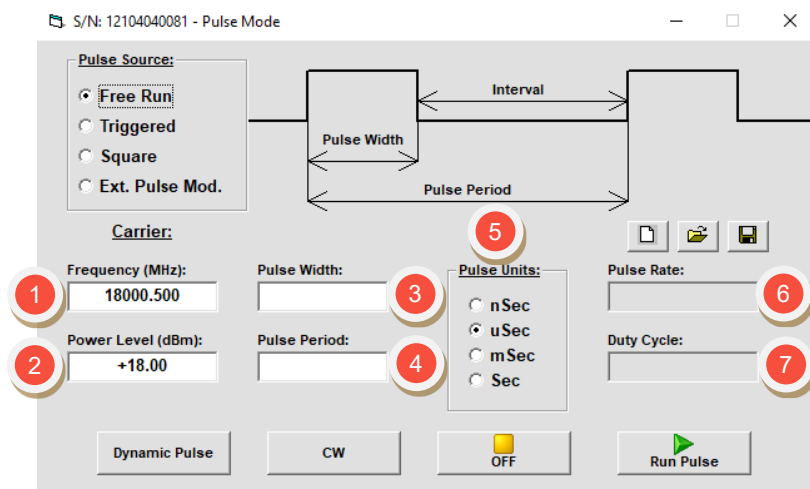 S/N: 12104040081 - Pulse Mode
Pulse Source:
Free Run
Triggered
Square
Ext. Pulse Mod.
Interval
Pulse Width
Pulse Period
Carrier:
5
Frequency (MHz):
Pulse Width:
Pulse Units:
Pulse Rate:
1
18000.500
3
nSec
6
uSec
Power Level (dBm):
Pulse Period:
Duty Cycle:
2
+18.00
4
mSec
7
Sec
Dynamic Pulse
CW
OFF
Run Pulse